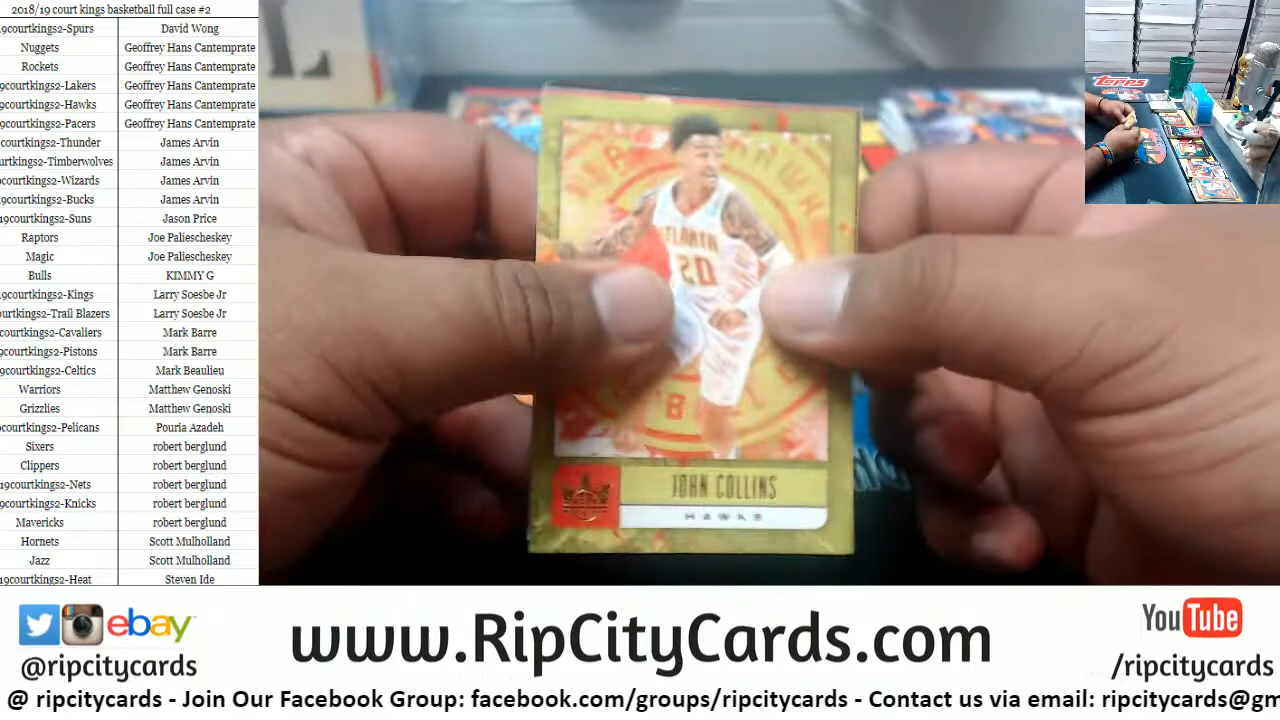 2018/19 court kings basketball full case #2
9courtkings2-Spurs David Wong
Nuggets Geoffrey Hans Cantemprate
Rockets Geoffrey Hans Cantemprate
19courtkings2-Lakers Geoffrey Hans Cantemprate
9courtkings2-Hawks Geoffrey Hans Cantemprate
9courtkings2-Pacers Geoffrey Hans Cantemprate
courtkings2-Thunder James Arvin
urtkings2-Timberwolves James Arvin
courtkings2-Wizards James Arvin
9courtkings2-Bucks James Arvin
19courtkings2-Suns Jason Price
Raptors Joe Paliescheskey
Magic Joe Paliescheskey
Bulls KIMMY G
19courtkings2-Kings Larry Soesbe Jr
ourtkings2-Trail Blazers Larry Soesbe Jr
courtkings2-Cavaliers Mark Barre
9courtkings2-Pistons Mark Barre
9courtkings2-Celtics Mark Beaulieu
Warriors Matthew Genoski
Grizzlies Matthew Genoski
courtkings2-Pelicans Pouria Azadeh
Sixers robert berglund
Clippers robert berglund
19courtkings2-Nets robert berglund
9courtkings2-Knicks robert berglund
Mavericks robert berglund
Hornets Scott Mulholland
Jazz Scott Mulholland
19courtkings2-Heat Steven Ide
Topps
ATLANTA
20
JOHN COLLINS
HAWKS
ebay
@ripcitycards
www.RipCityCards.com
YouTube
/ripcitycards
@ ripcitycards - Join Our Facebook Group: facebook.com/groups/ripcitycards - Contact us via email: ripcitycards@gm